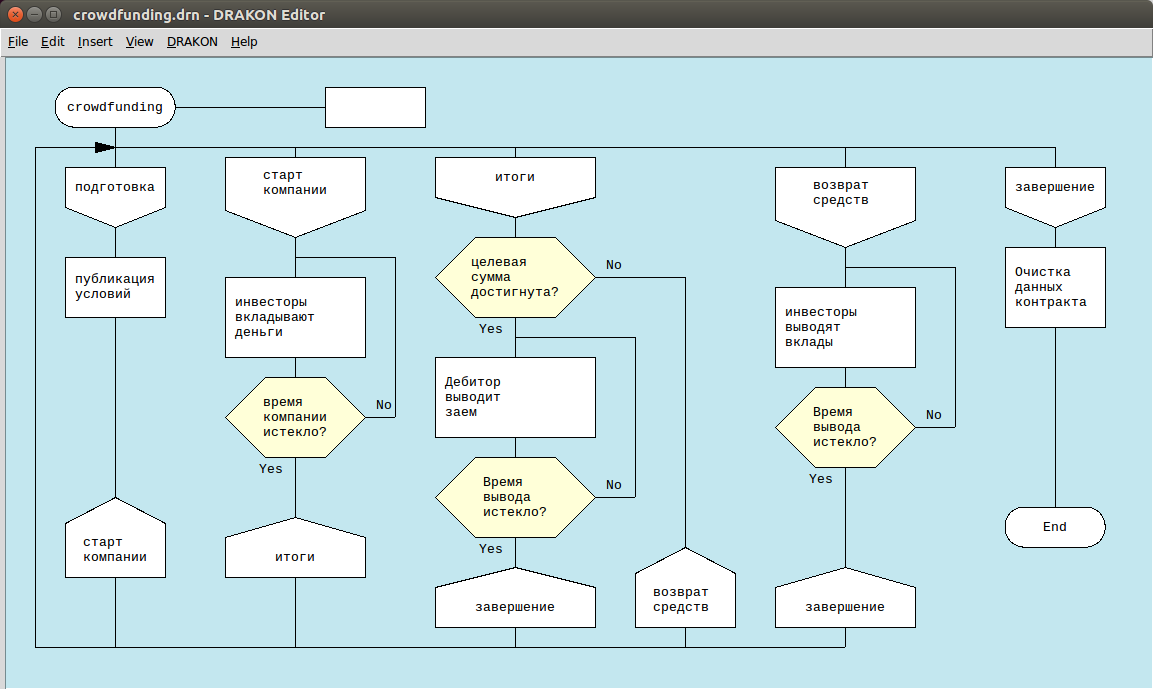 crowdfunding.drn - DRAKON Editor
File Edit Insert View DRAKON Help
crowdfunding
подготовка
публикация
условий
старт
компании
старт
компании
инвесторы
вкладывают
деньги
время
компании
истекло?
No
Yes
итоги
итоги
целевая
сумма
достигнута?
No
Yes
Дебитор
выводит
заем
Время
вывода
истекло?
No
Yes
завершение
возврат
средств
возврат
средств
инвесторы
выводят
вклады
Время
вывода
истекло?
No
Yes
завершение
завершение
Очистка
данных
контракта
End